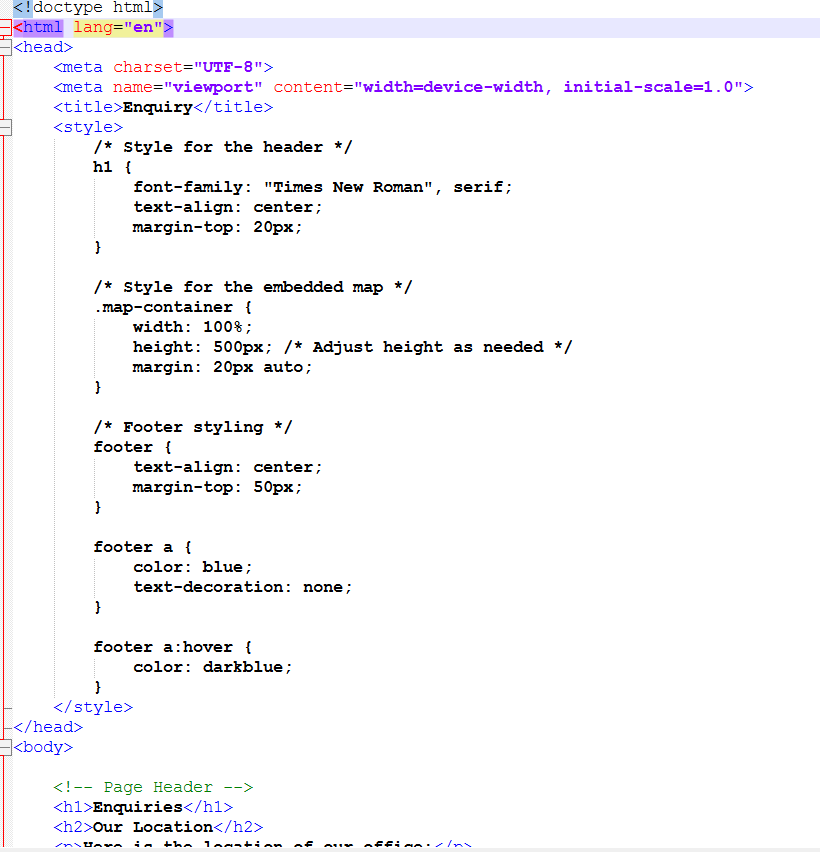 <!doctype html>
<html lang="en">
<head>
    <meta charset="UTF-8">
    <meta name="viewport" content="width=device-width, initial-scale=1.0">
    <title>Enquiry</title>
    <style>
        /* Style for the header */
        h1 {
            font-family: "Times New Roman", serif;
            text-align: center;
            margin-top: 20px;
        }

        /* Style for the embedded map */
        .map-container {
            width: 100%;
            height: 500px; /* Adjust height as needed */
            margin: 20px auto;
        }

        /* Footer styling */
        footer {
            text-align: center;
            margin-top: 50px;
        }

        footer a {
            color: blue;
            text-decoration: none;
        }

        footer a:hover {
            color: darkblue;
        }
    </style>
</head>
<body>

    <!-- Page Header -->
    <h1>Enquiries</h1>
    <h2>Our Location</h2>
    <p>Here is the location of our office:</p>